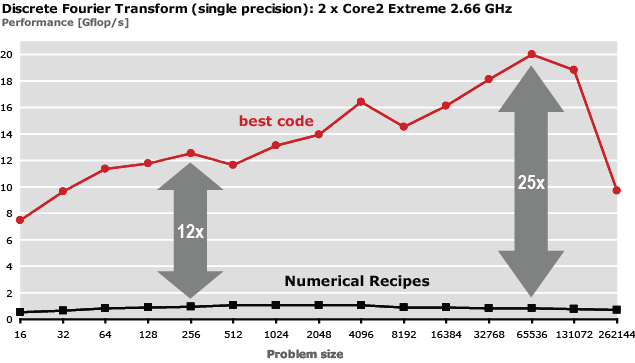 Discrete Fourier Transform (single precision): 2 x Core2 Extreme 2.66 GHz
Performance [Gflop/s]
20
18
16
14
12
10
8
6
4
2
0
best code
12x
25x
Numerical Recipes
16 32 64 128 256 512 1024 2048 4096 8192 16384 32768 65536 131072 262144
Problem size